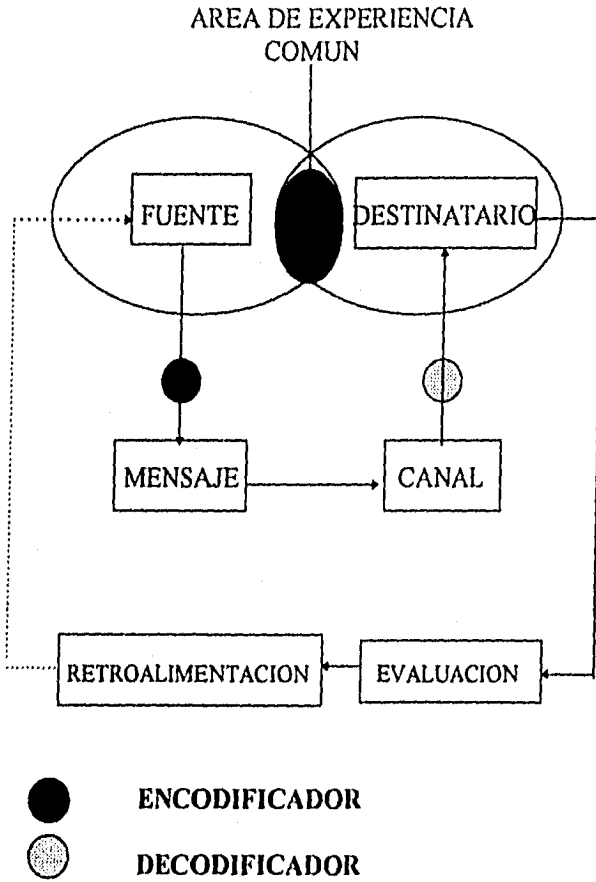 AREA DE EXPERIENCIA
COMUN
FUENTE
DESTINATARIO
MENSAJE
CANAL
RETROALIMENTACION
EVALUACION
ENCODIFICADOR
DECODIFICADOR